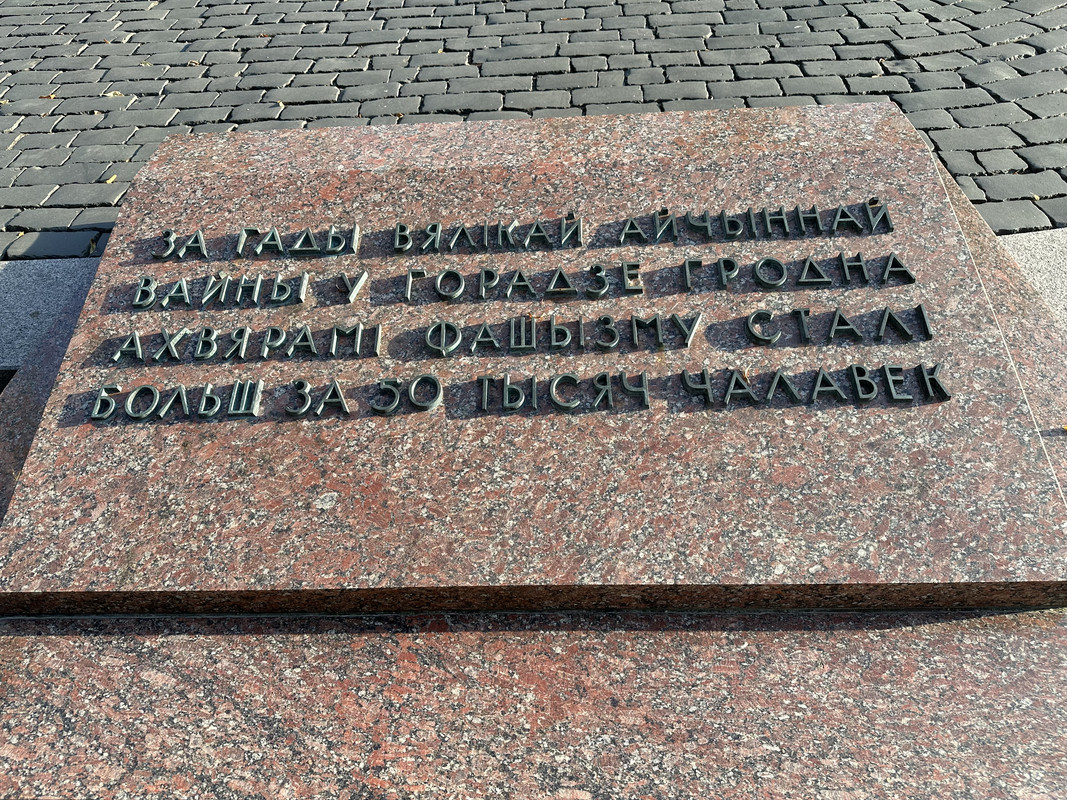 ЗА ГАДЫ ВЯЛІКАЙ АЙЧЫННАЙ
ВАЙНЫ У ГОРАДЗЕ ГРОДНА
АХВЯРАМІ ФАШЫЗМУ СТАЛІ
БОЛЬШ ЗА 50 ТЫСЯЧ ЧАЛАВЕК